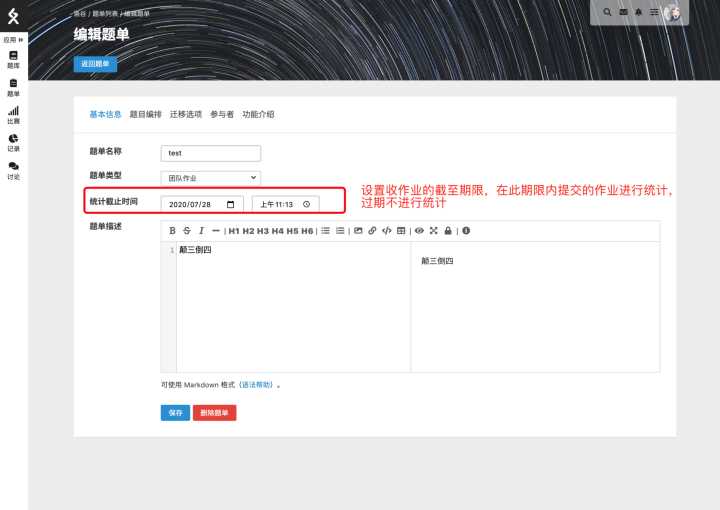 洛谷 / 题单列表 / 编辑题单
编辑题单
返回题单
应用
题库
题单
比赛
记录
讨论
基本信息 题目编排 迁移选项 参与者 功能介绍
题单名称 test
题单类型 团队作业
统计截止时间 2020/07/28 上午11:13
设置收作业的截至期限，在此期限内提交的作业进行统计，
过期不进行统计
题单描述
B S I — | H1 H2 H3 H4 H5 H6 |
1 颠三倒四
颠三倒四
可使用 Markdown 格式（语法帮助）。
保存 删除题单